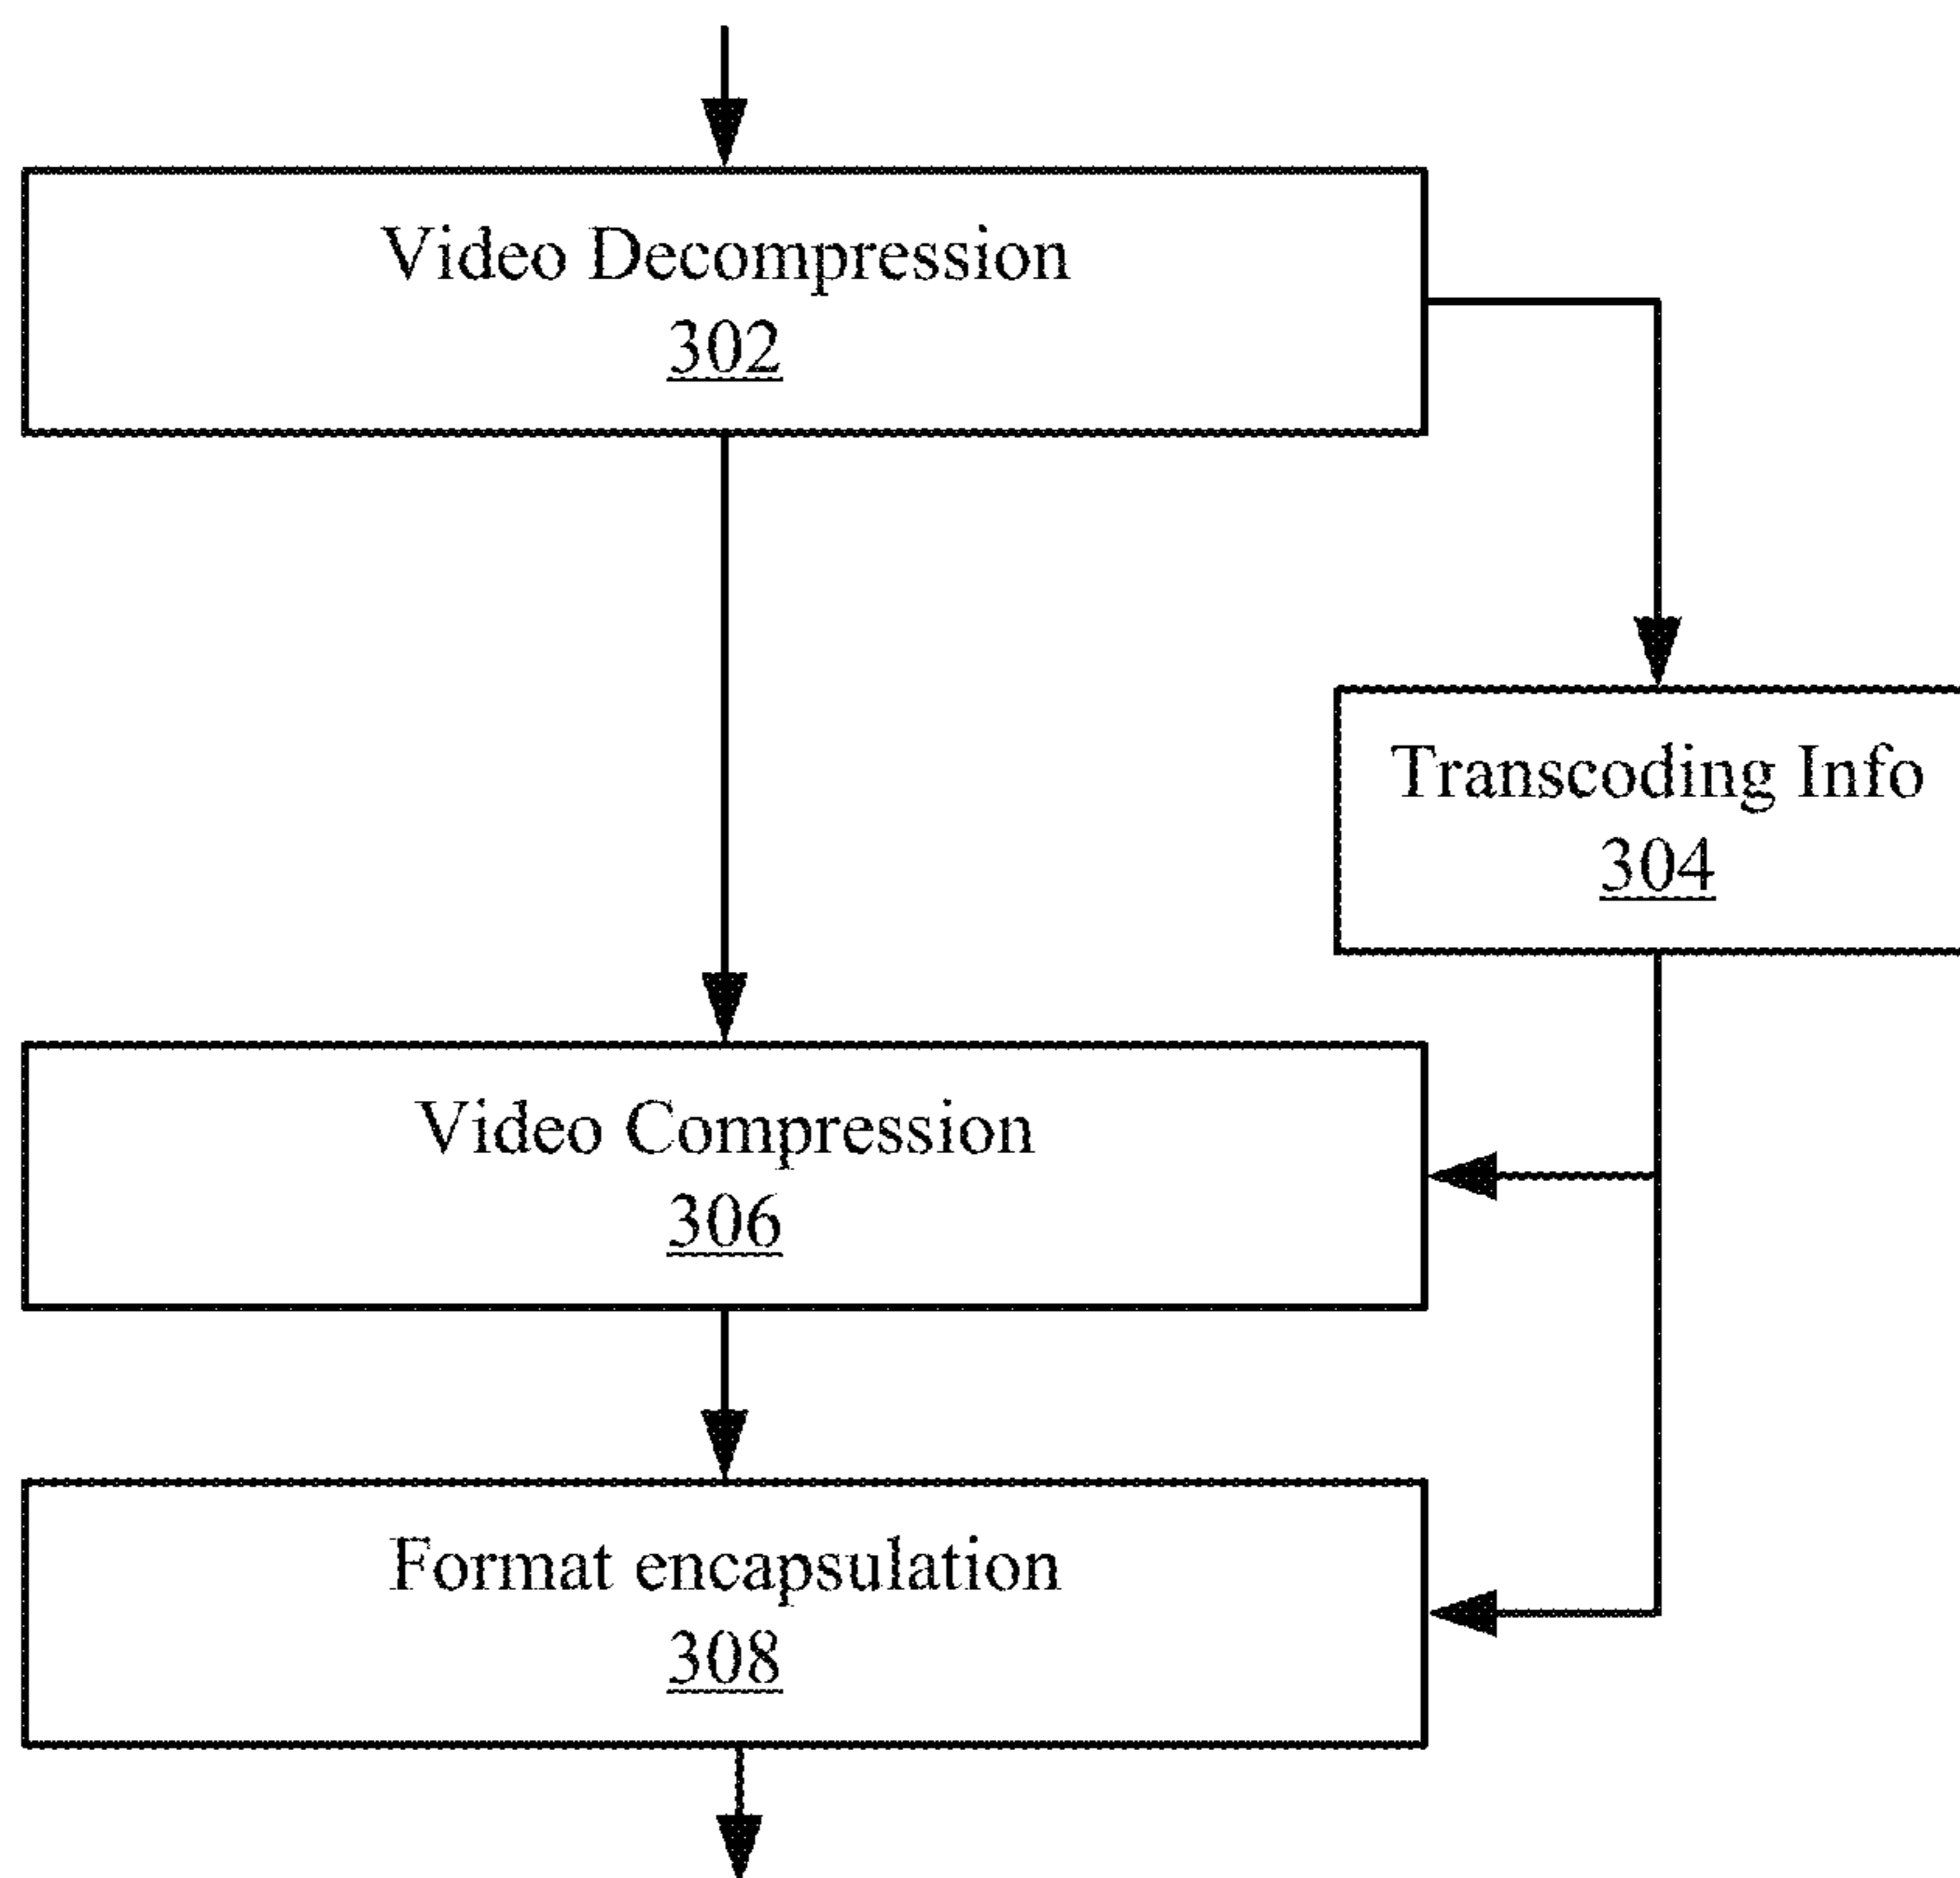 Video Decompression
302
Transcoding Info
304
Video Compression
306
Format encapsulation
308